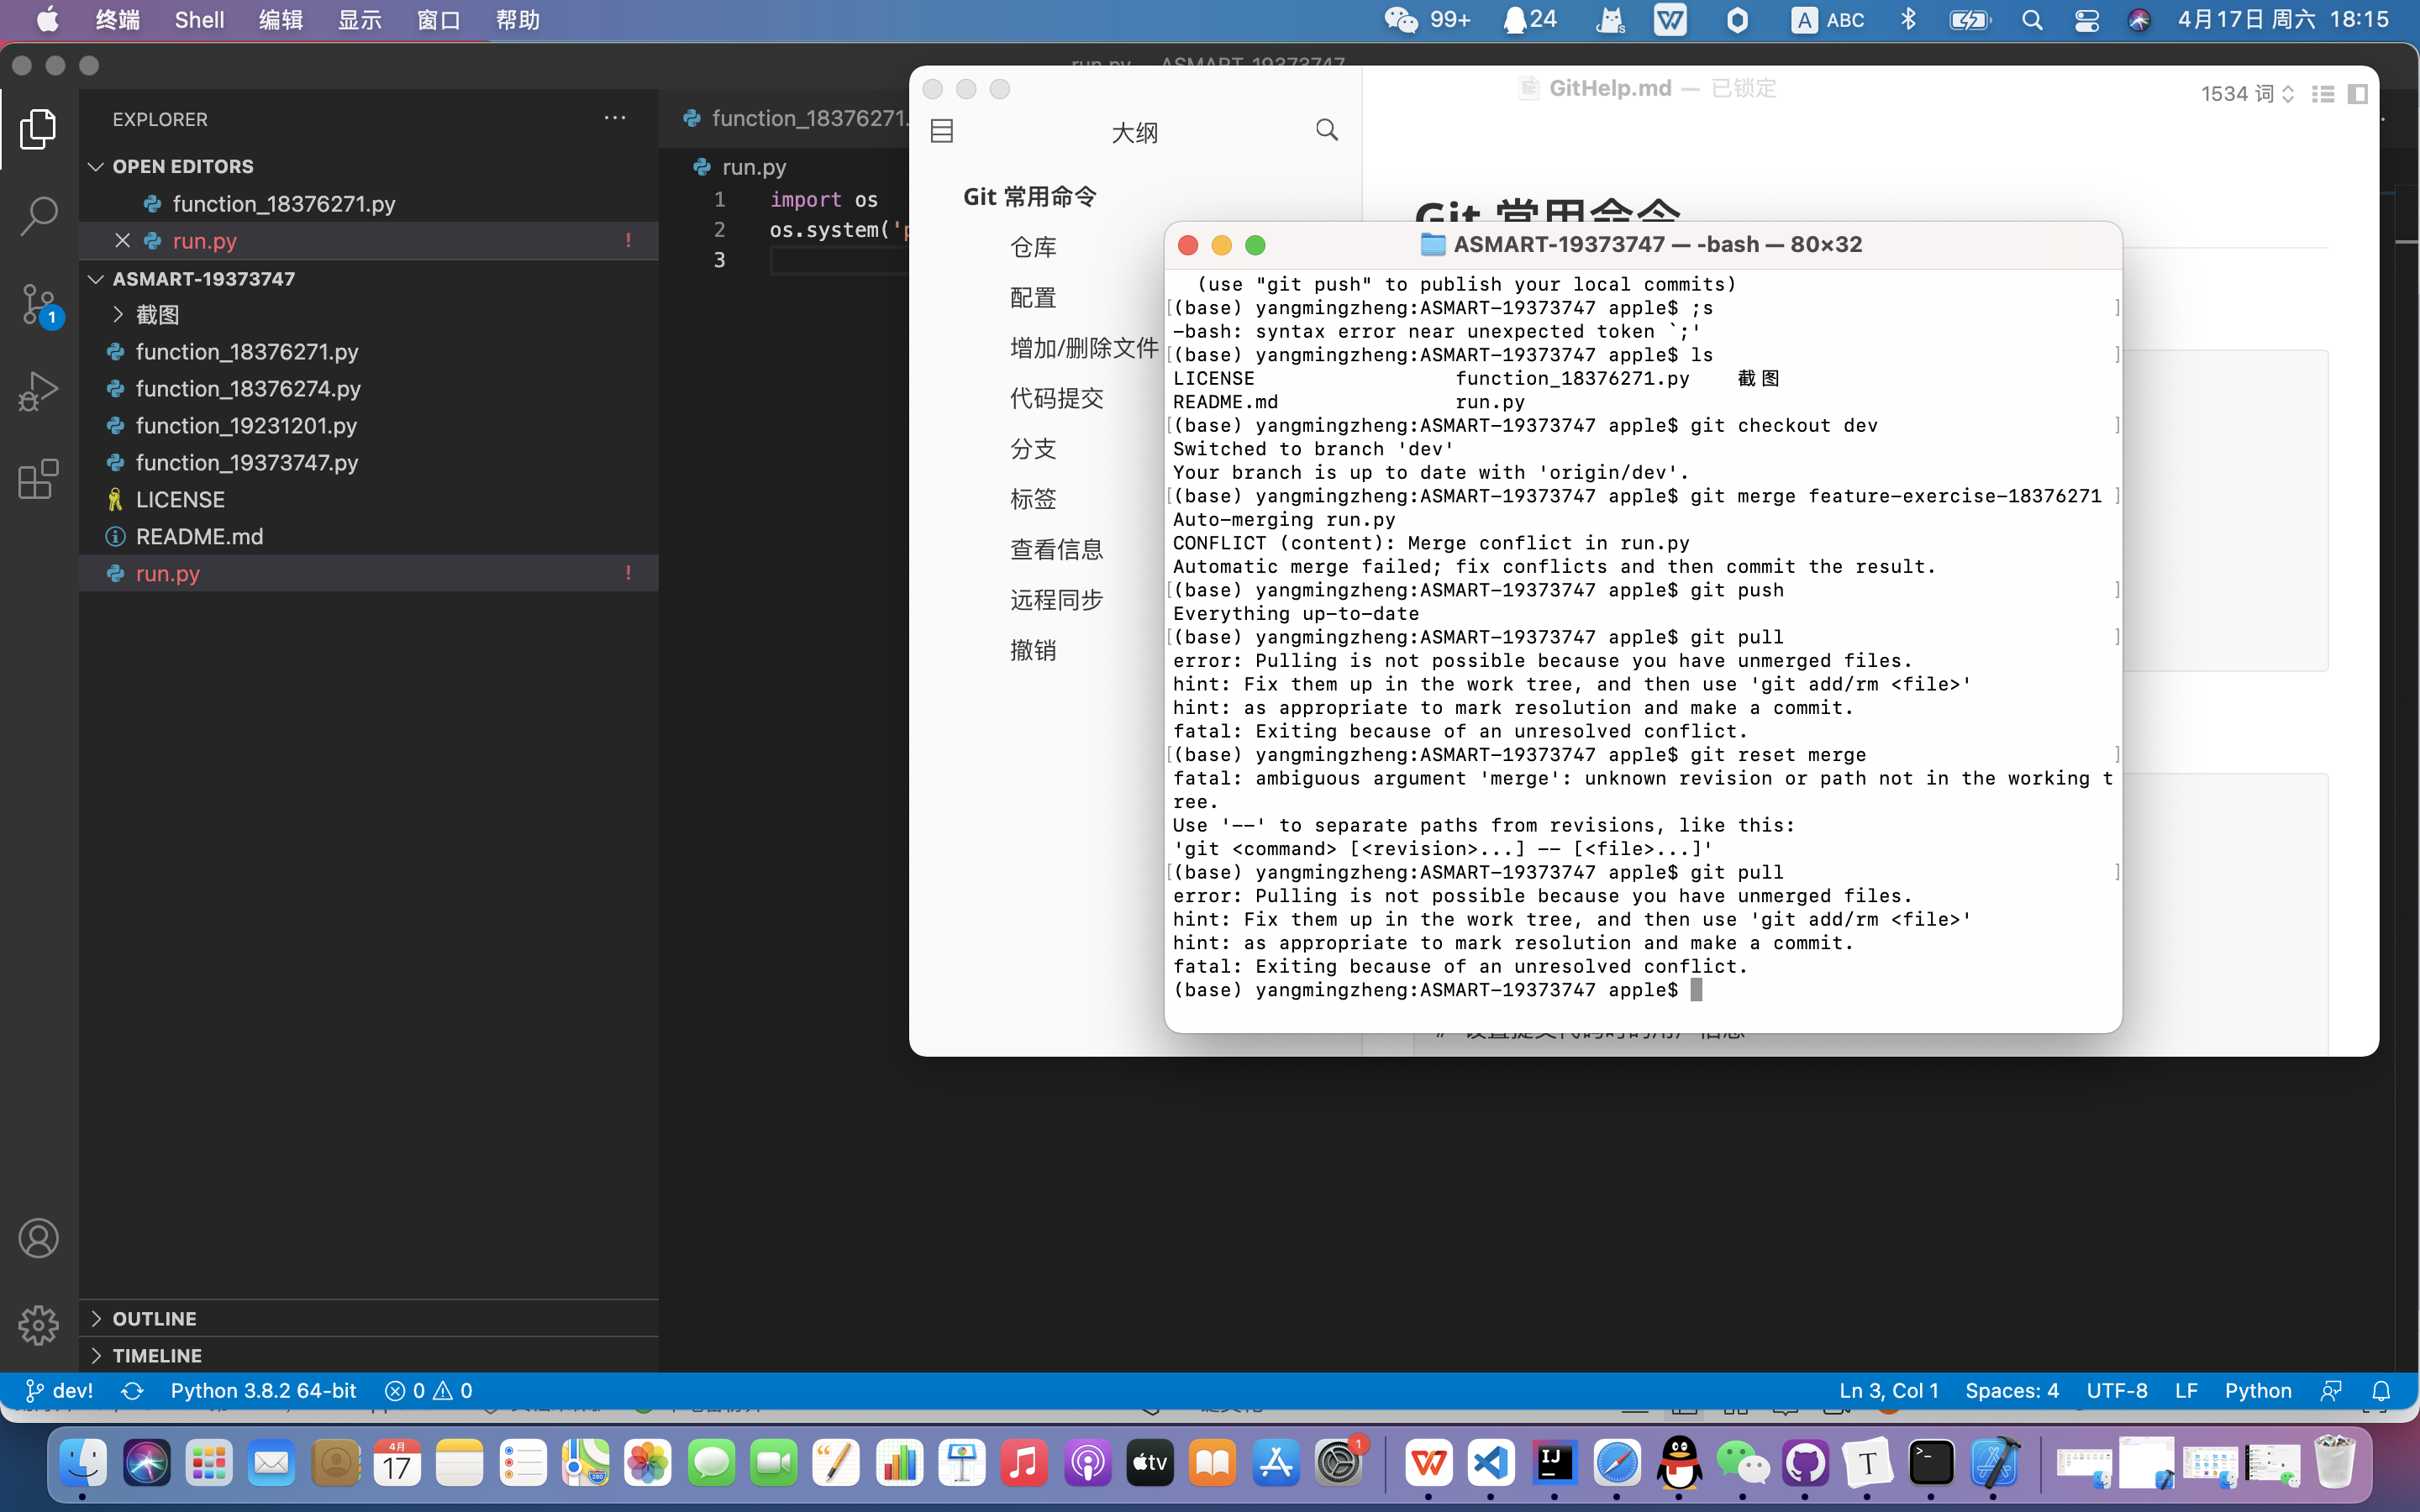 终端 Shell 编辑 显示 窗口 帮助
99+ 24 ABC 4月17日 周六 18:15
EXPLORER
OPEN EDITORS
function_18376271.py
run.py !
ASMART-19373747
截图
function_18376271.py
function_18376274.py
function_19231201.py
function_19373747.py
LICENSE
README.md
run.py !
OUTLINE
TIMELINE
1
run.py — ASMART-19373747
function_18376271.
run.py
1 import os
2 os.system('p
3
GitHelp.md — 已锁定
1534 词
大纲
Git 常用命令
仓库
配置
增加/删除文件
代码提交
分支
标签
查看信息
远程同步
撤销
Git 常用命令
ASMART-19373747 — -bash — 80×32
(use "git push" to publish your local commits)
(base) yangmingzheng:ASMART-19373747 apple$ ;s
-bash: syntax error near unexpected token `;'
(base) yangmingzheng:ASMART-19373747 apple$ ls
LICENSE function_18376271.py 截图
README.md run.py
(base) yangmingzheng:ASMART-19373747 apple$ git checkout dev
Switched to branch 'dev'
Your branch is up to date with 'origin/dev'.
(base) yangmingzheng:ASMART-19373747 apple$ git merge feature-exercise-18376271
Auto-merging run.py
CONFLICT (content): Merge conflict in run.py
Automatic merge failed; fix conflicts and then commit the result.
(base) yangmingzheng:ASMART-19373747 apple$ git push
Everything up-to-date
(base) yangmingzheng:ASMART-19373747 apple$ git pull
error: Pulling is not possible because you have unmerged files.
hint: Fix them up in the work tree, and then use 'git add/rm <file>'
hint: as appropriate to mark resolution and make a commit.
fatal: Exiting because of an unresolved conflict.
(base) yangmingzheng:ASMART-19373747 apple$ git reset merge
fatal: ambiguous argument 'merge': unknown revision or path not in the working t
ree.
Use '--' to separate paths from revisions, like this:
'git <command> [<revision>...] -- [<file>...]'
(base) yangmingzheng:ASMART-19373747 apple$ git pull
error: Pulling is not possible because you have unmerged files.
hint: Fix them up in the work tree, and then use 'git add/rm <file>'
hint: as appropriate to mark resolution and make a commit.
fatal: Exiting because of an unresolved conflict.
(base) yangmingzheng:ASMART-19373747 apple$
# 设置提交代码时的用户信息
dev! Python 3.8.2 64-bit 0 0 Ln 3, Col 1 Spaces: 4 UTF-8 LF Python
4月
17
280
tv
1
IJ
T
>_